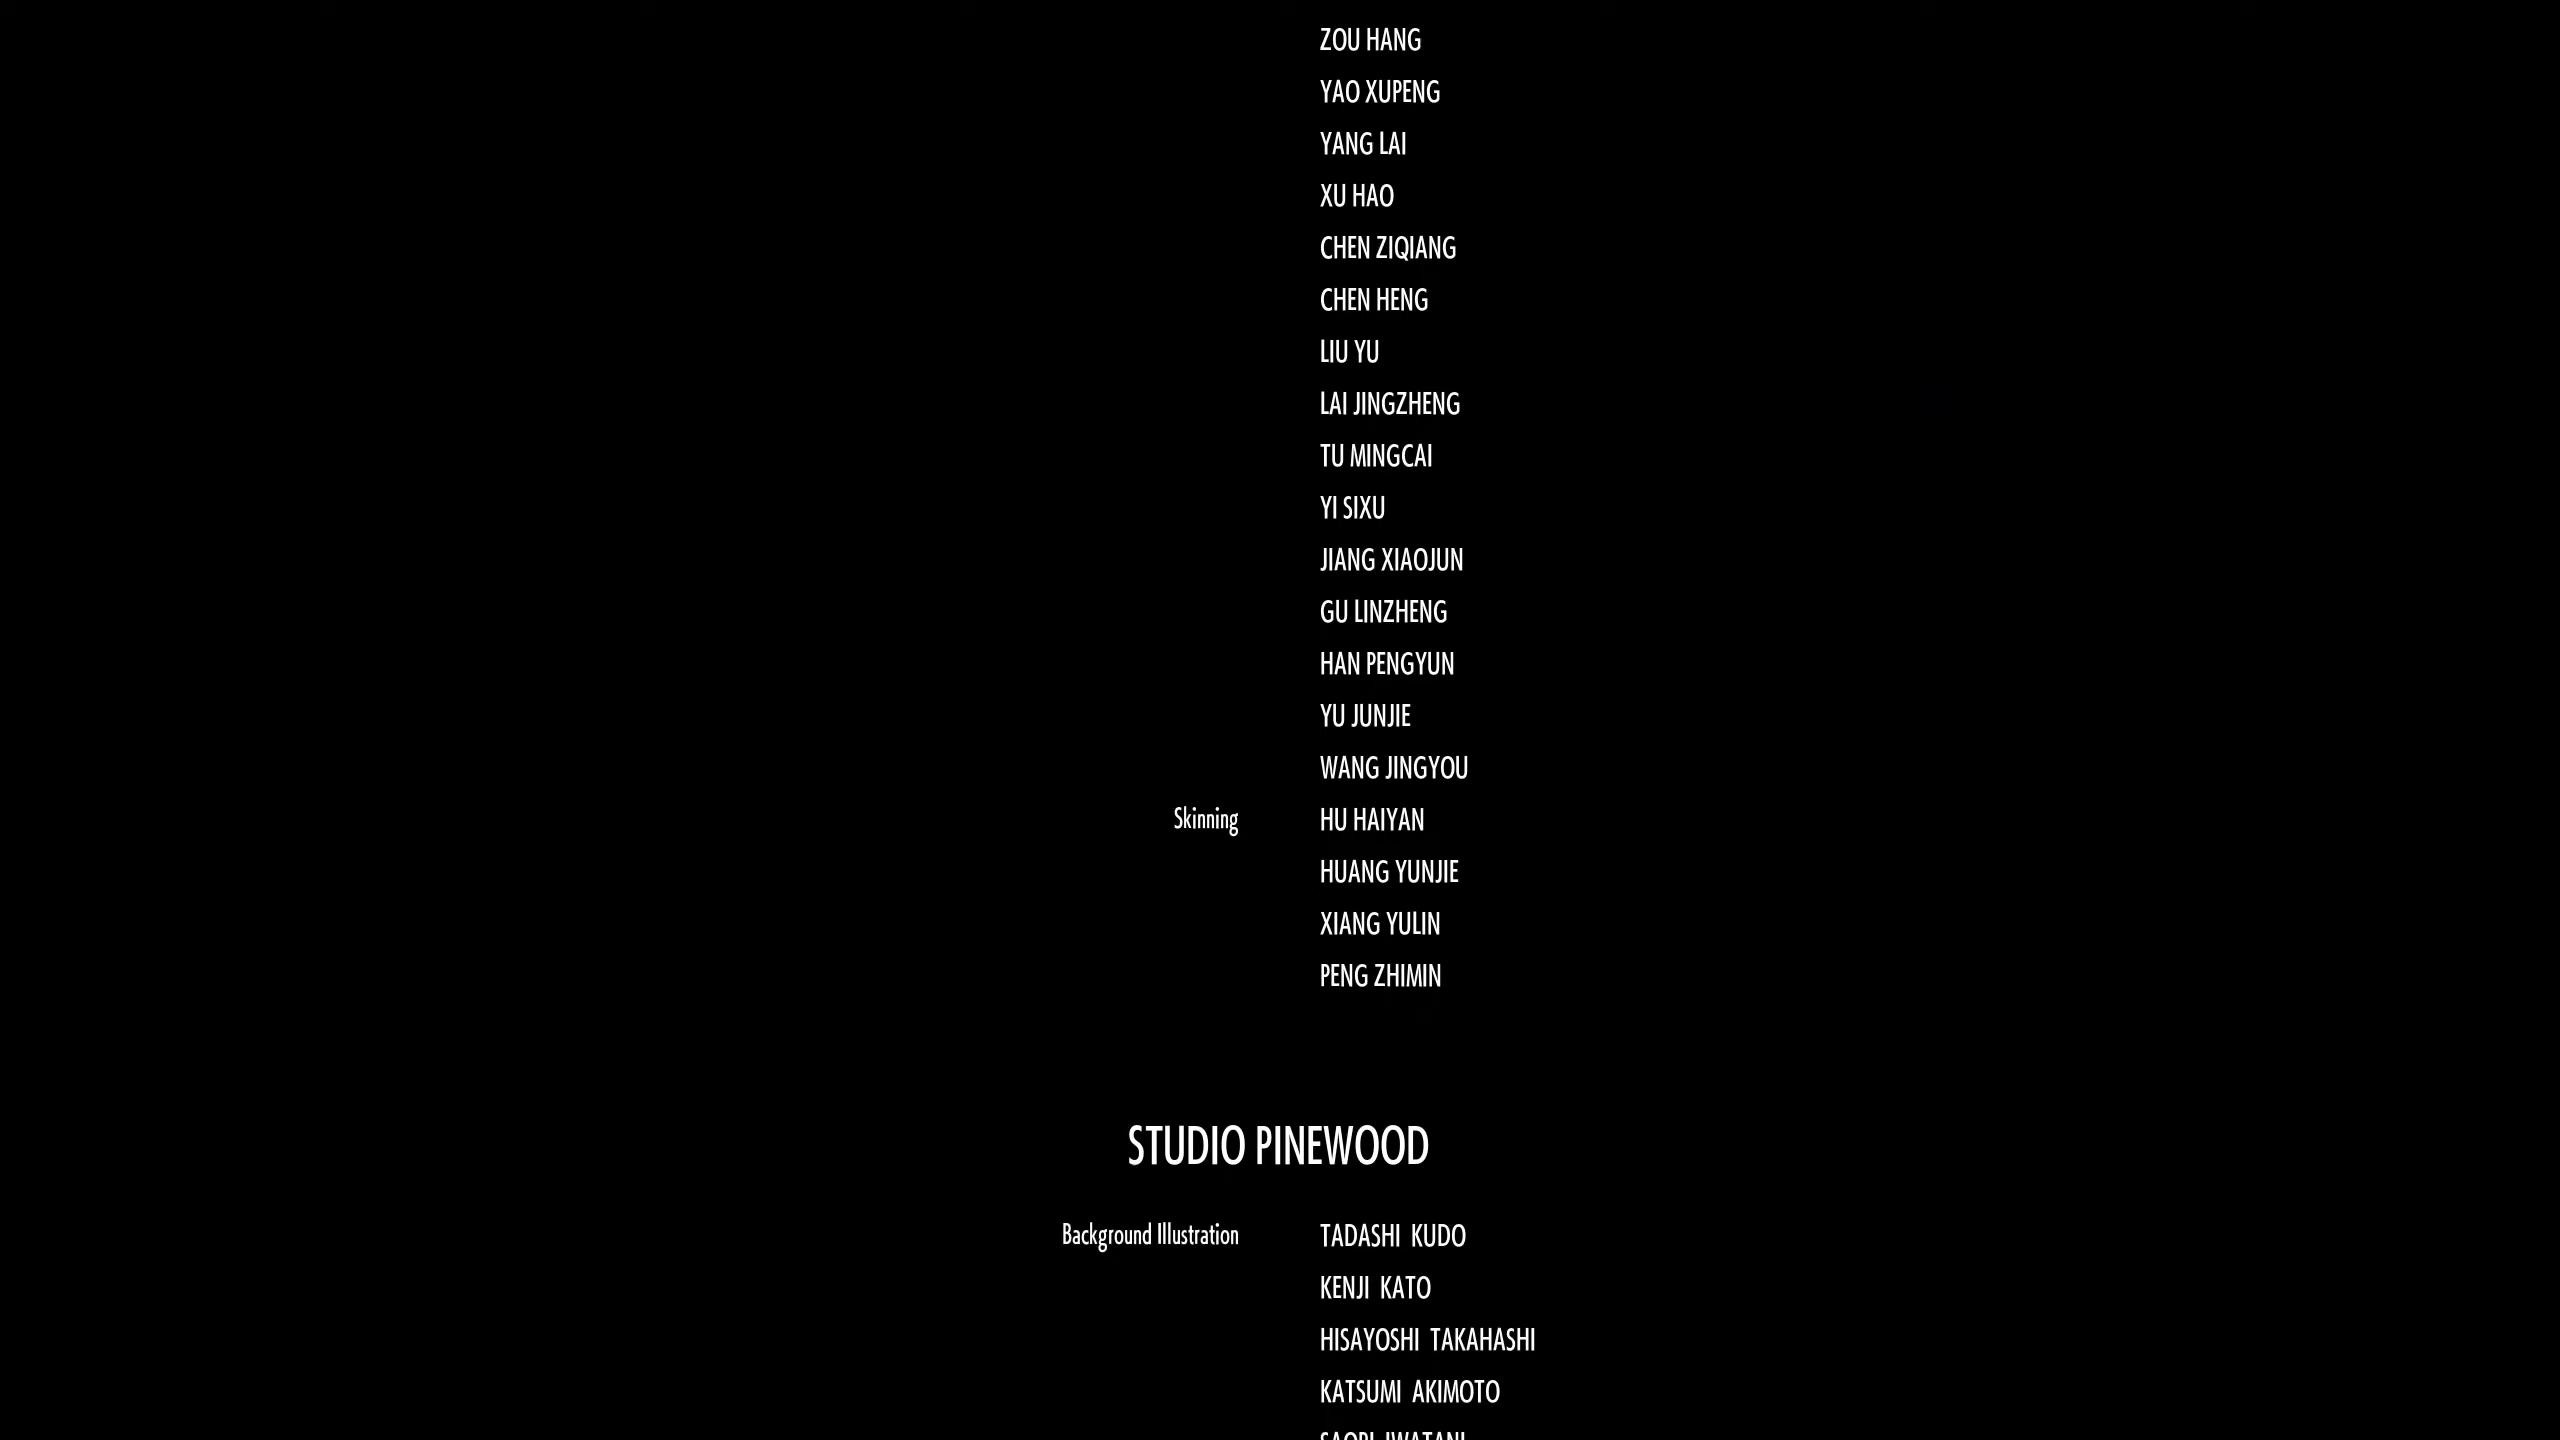 ZOU HANG
YAO XUPENG
YANG LAI
XU HAO
CHEN ZIQIANG
CHEN HENG
LIU YU
LAI JINGZHENG
TU MINGCAI
YI SIXU
JIANG XIAOJUN
GU LINZHENG
HAN PENGYUN
YU JUNJIE
WANG JINGYOU
Skinning HU HAIYAN
HUANG YUNJIE
XIANG YULIN
PENG ZHIMIN
STUDIO PINEWOOD
Background Illustration TADASHI KUDO
KENJI KATO
HISAYOSHI TAKAHASHI
KATSUMI AKIMOTO
SAORI IWATANI